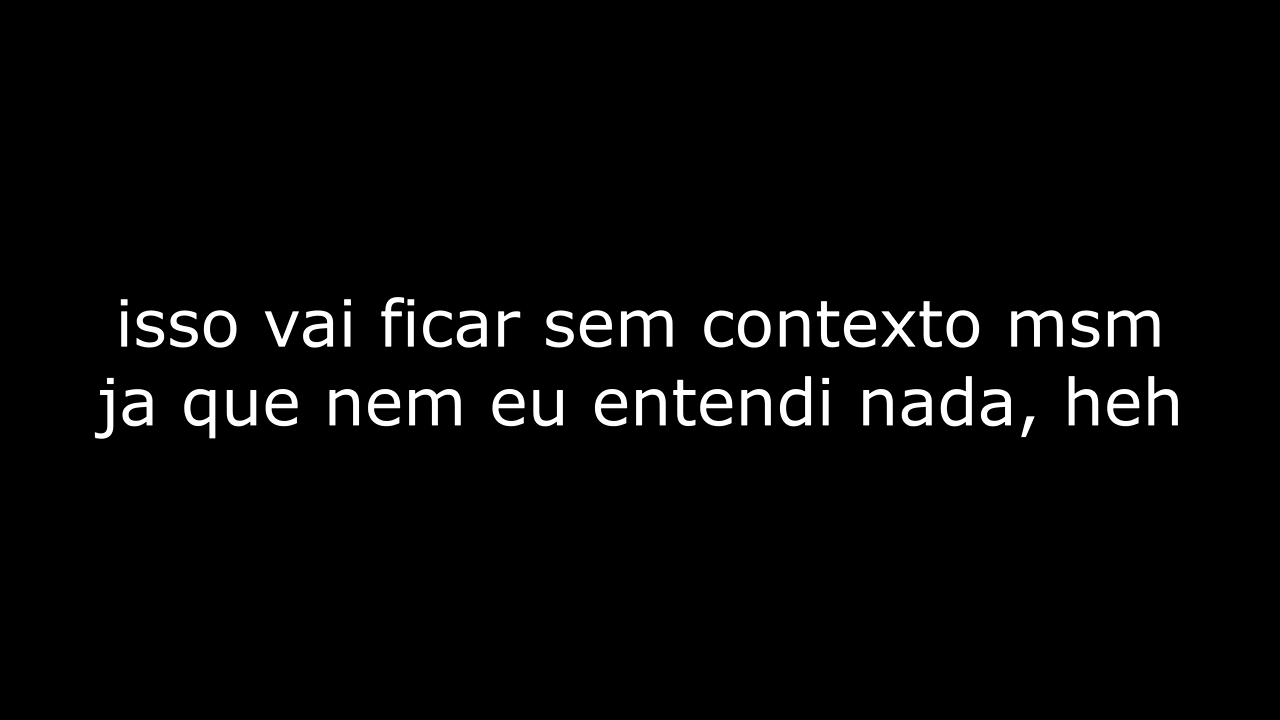 isso vai ficar sem contexto msm
ja que nem eu entendi nada, heh